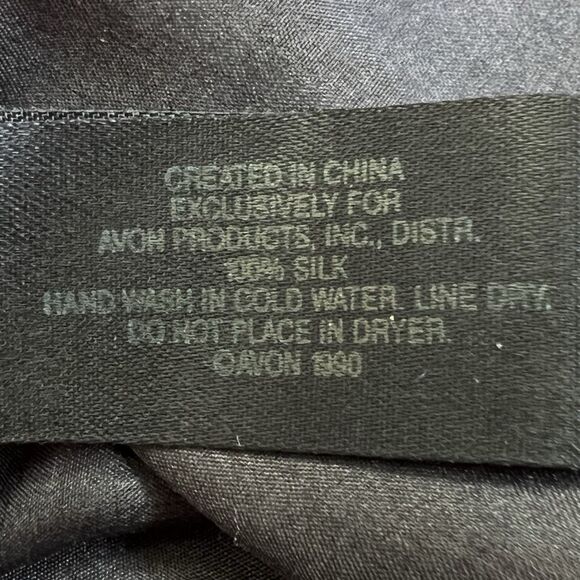 CREATED IN CHINA
EXCLUSIVELY FOR
AVON PRODUCTS, INC., DISTR.
100% SILK
HAND WASH IN COLD WATER. LINE DRY.
DO NOT PLACE IN DRYER.
©AVON 1990